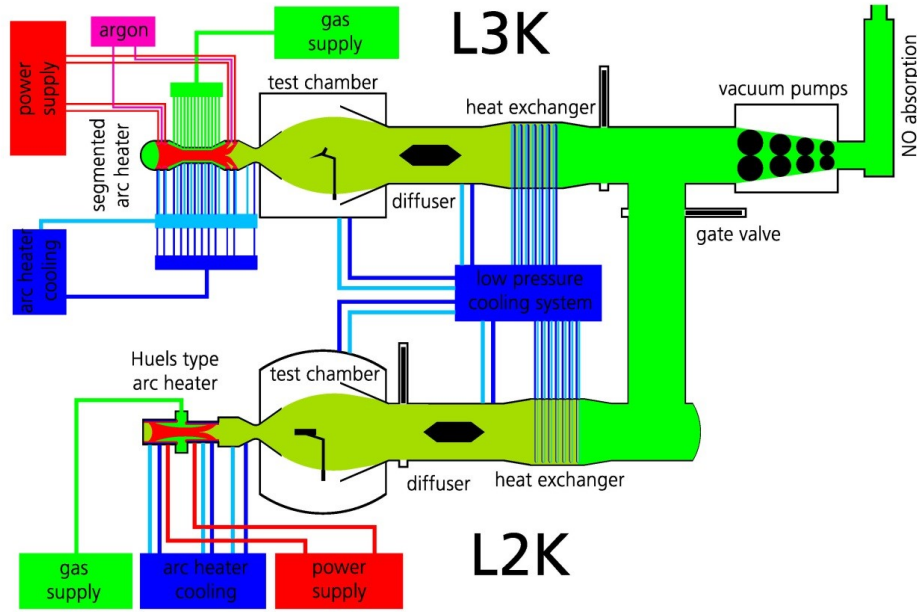 L3K
gas
supply
argon
power
supply
test chamber
heat exchanger
vacuum pumps
NO absorption
segmented
arc heater
diffuser
gate valve
arc heater
cooling
low pressure
cooling system
Huels type
arc heater
test chamber
diffuser
heat exchanger
L2K
gas
supply
arc heater
cooling
power
supply